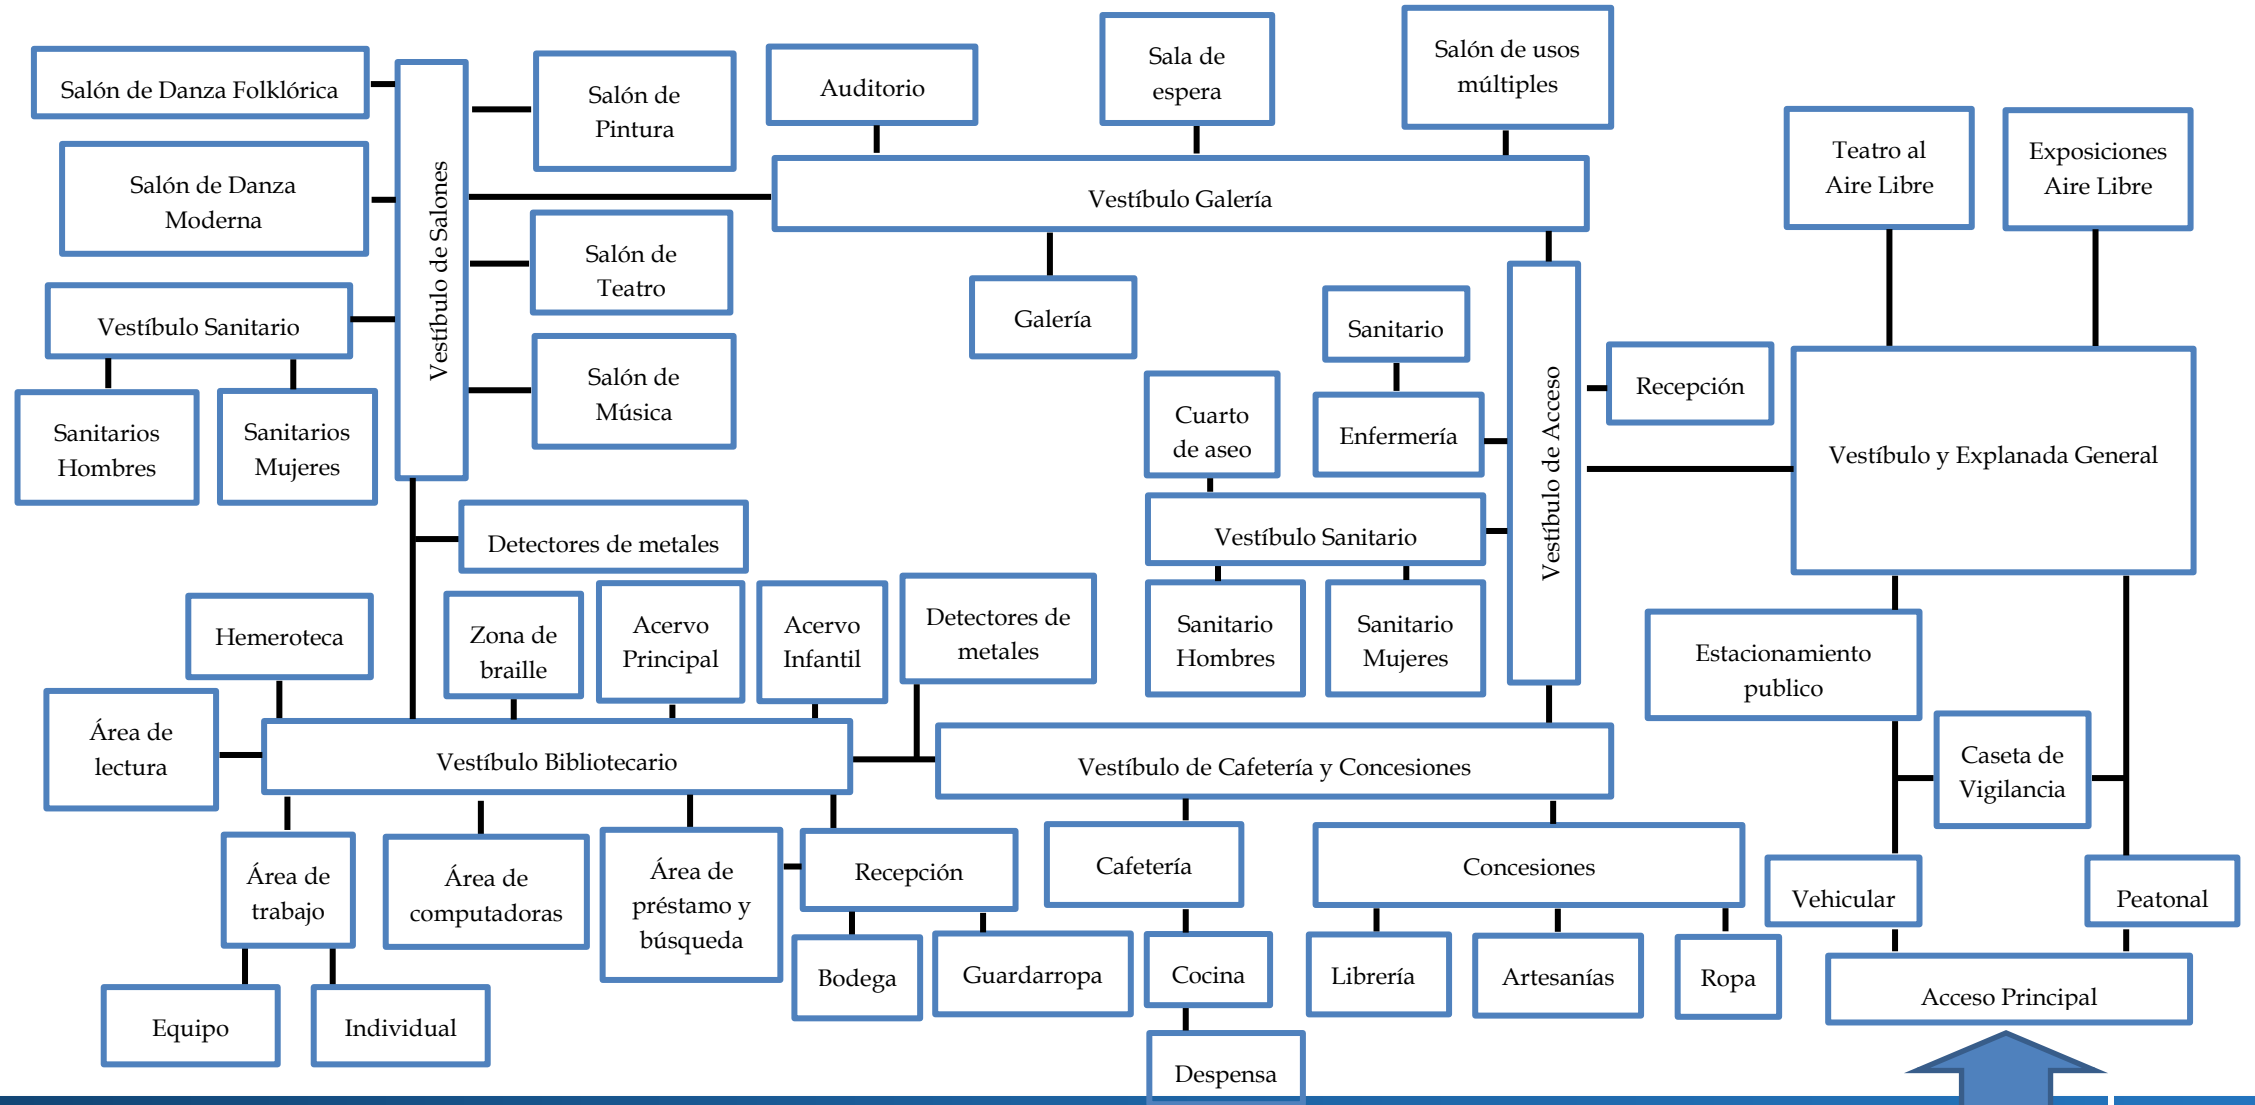 Salón de Danza Folklórica
Salón de Danza
Moderna
Vestíbulo Sanitario
Sanitarios
Hombres
Sanitarios
Mujeres
Vestíbulo de Salones
Salón de
Pintura
Salón de
Teatro
Salón de
Música
Auditorio
Sala de
espera
Salón de usos
múltiples
Vestíbulo Galería
Galería
Teatro al
Aire Libre
Exposiciones
Aire Libre
Sanitario
Enfermería
Cuarto
de aseo
Vestíbulo Sanitario
Sanitario
Hombres
Sanitario
Mujeres
Vestíbulo de Acceso
Recepción
Vestíbulo y Explanada General
Detectores de metales
Hemeroteca
Zona de
braille
Acervo
Principal
Acervo
Infantil
Detectores de
metales
Área de
lectura
Vestíbulo Bibliotecario
Vestíbulo de Cafetería y Concesiones
Estacionamiento
publico
Caseta de
Vigilancia
Área de
trabajo
Área de
computadoras
Área de
préstamo y
búsqueda
Recepción
Cafetería
Concesiones
Vehicular
Peatonal
Equipo
Individual
Bodega
Guardarropa
Cocina
Despensa
Librería
Artesanías
Ropa
Acceso Principal